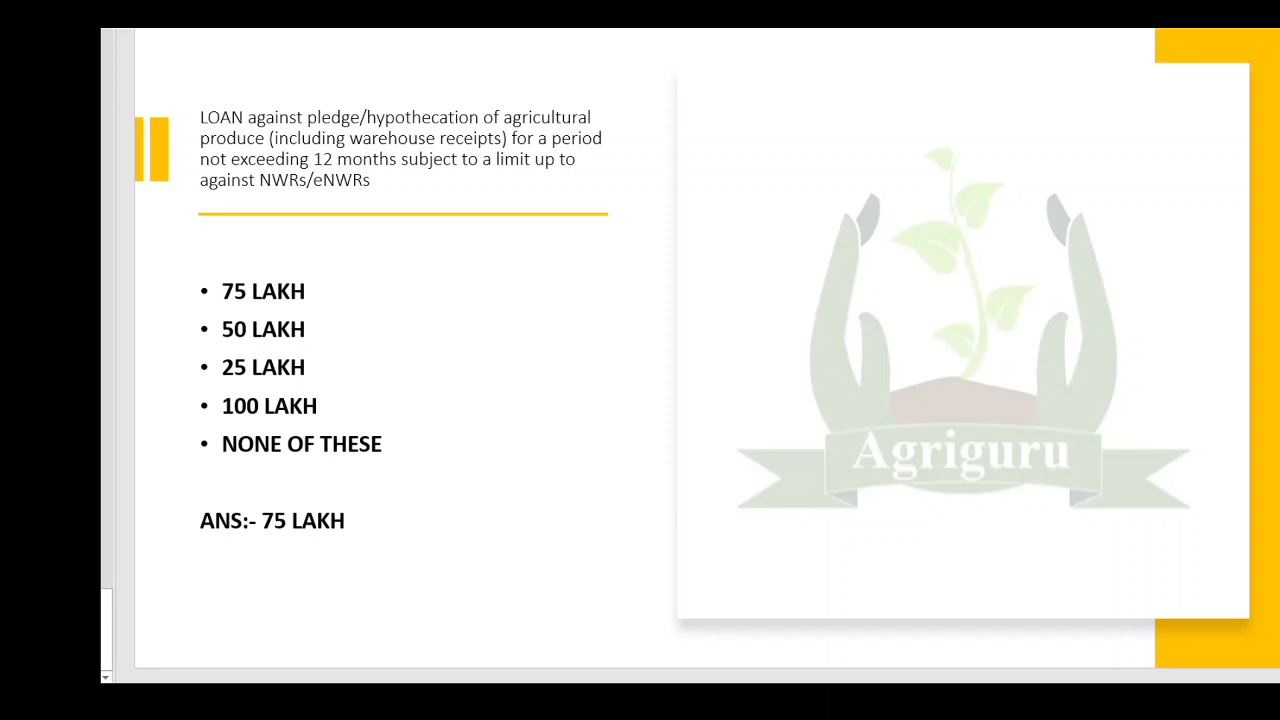 LOAN against pledge/hypothecation of agricultural
produce (including warehouse receipts) for a period
not exceeding 12 months subject to a limit up to
against NWRs/eNWRs
• 75 LAKH
• 50 LAKH
• 25 LAKH
• 100 LAKH
• NONE OF THESE
ANS:- 75 LAKH
Agriguru